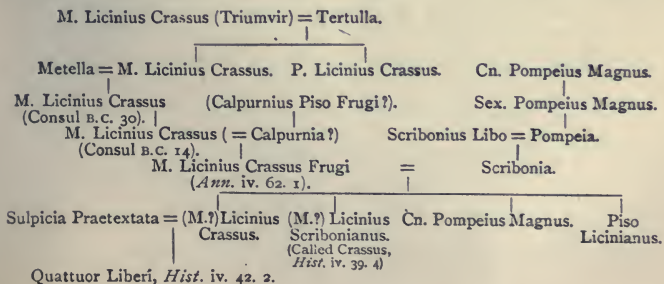 M. Licinius Crassus (Triumvir) = Tertulla.
Metella = M. Licinius Crassus. P. Licinius Crassus. Cn. Pompeius Magnus.
M. Licinius Crassus (Calpurnius Piso Frugi?). Sex. Pompeius Magnus.
(Consul B.C. 30).
M. Licinius Crassus (= Calpurnia?) Scribonius Libo = Pompeia.
(Consul B.C. 14).
M. Licinius Crassus Frugi = Scribonia.
(Ann. iv. 62. 1).
Sulpicia Praetextata = (M.?) Licinius (M.?) Licinius Cn. Pompeius Magnus. Piso
Crassus. Scribonianus. Licinianus.
(Called Crassus,
Hist. iv. 39. 4)
Quattuor Liberi, Hist. iv. 42. 2.